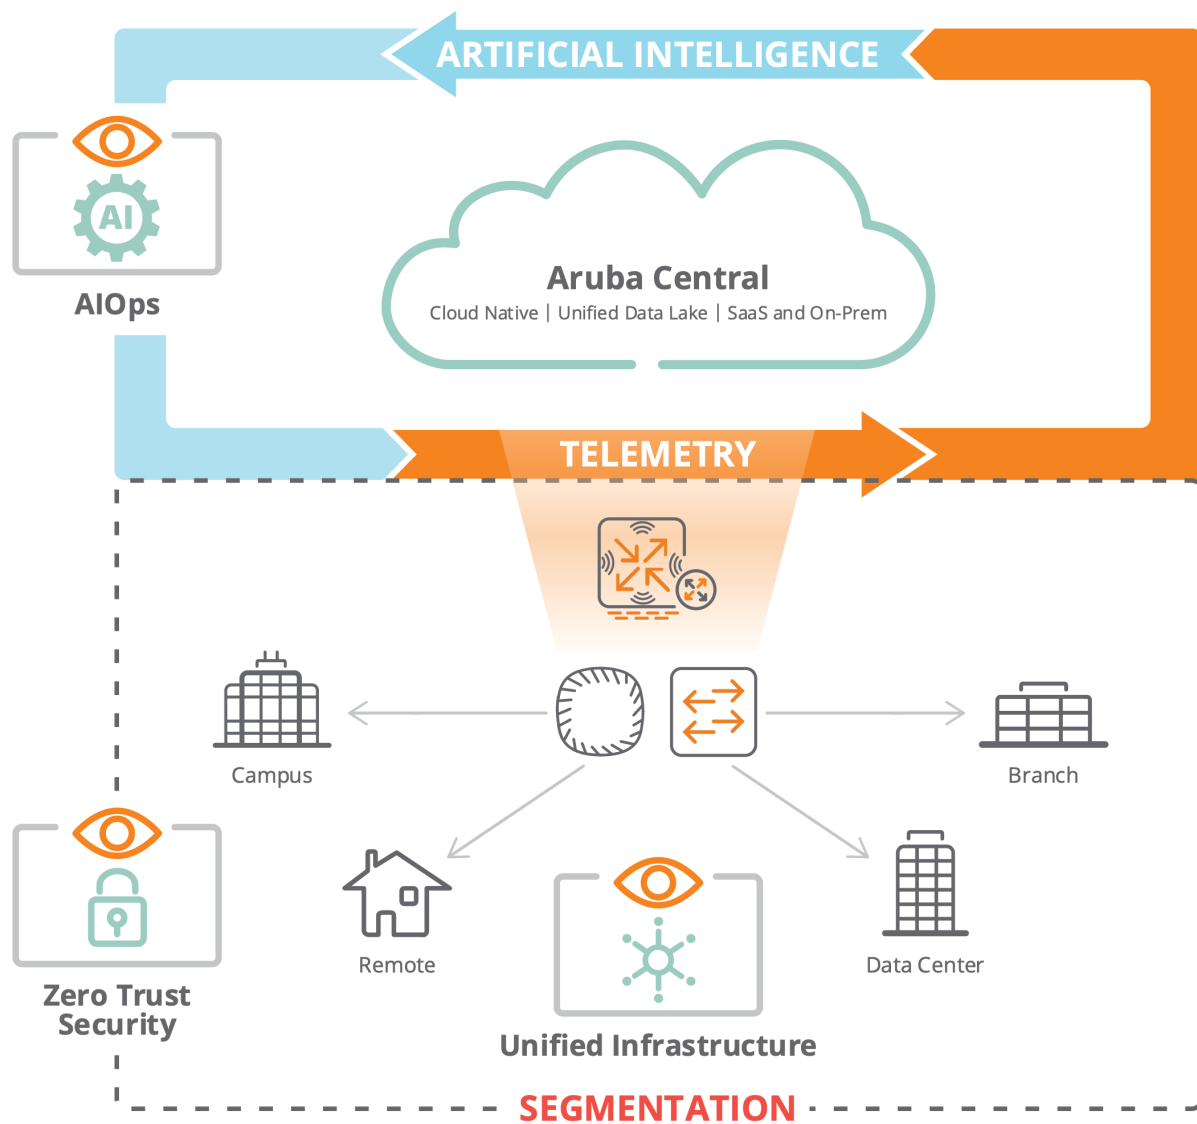 ARTIFICIAL INTELLIGENCE
AI
AIOps
Aruba Central
Cloud Native | Unified Data Lake | SaaS and On-Prem
TELEMETRY
Campus
Branch
Remote
Data Center
Zero Trust
Security
Unified Infrastructure
SEGMENTATION